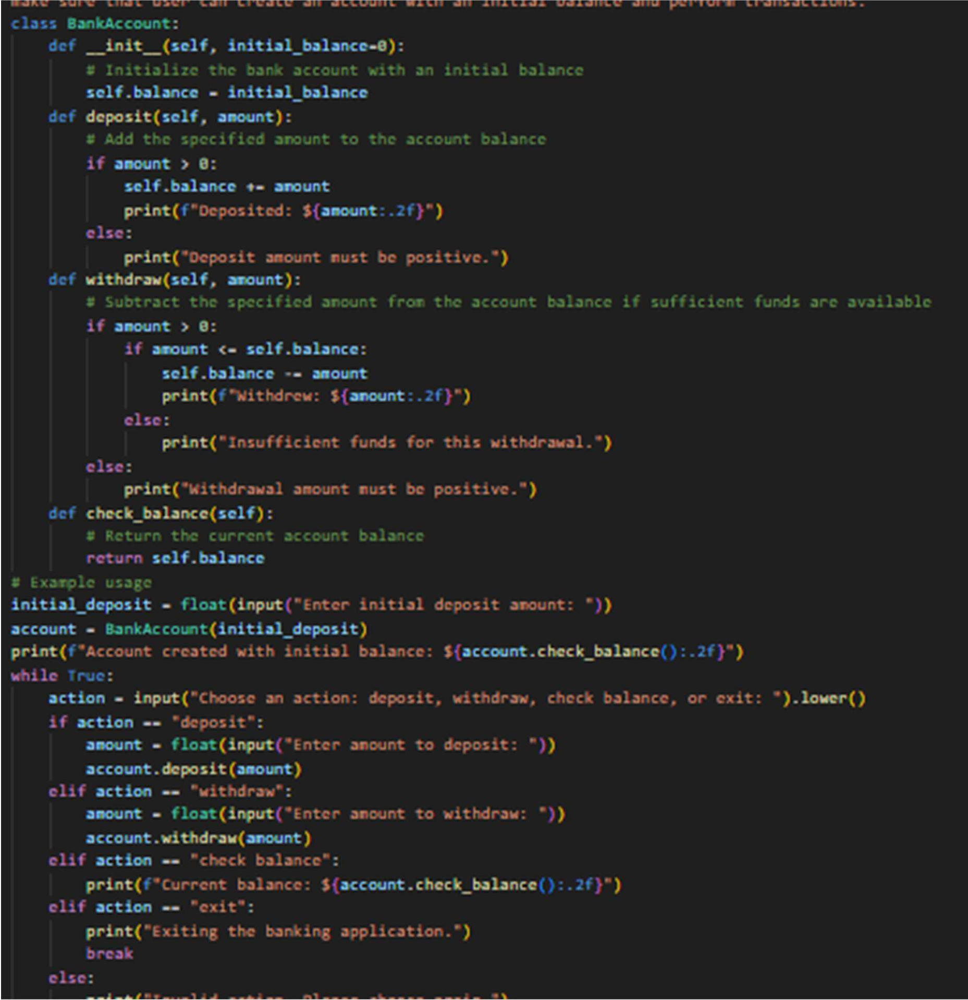 make sure that user can create an account with an initial balance and perform transactions.
class BankAccount:
    def __init__(self, initial_balance=0):
        # Initialize the bank account with an initial balance
        self.balance = initial_balance
    def deposit(self, amount):
        # Add the specified amount to the account balance
        if amount > 0:
            self.balance += amount
            print(f"Deposited: ${amount:.2f}")
        else:
            print("Deposit amount must be positive.")
    def withdraw(self, amount):
        # Subtract the specified amount from the account balance if sufficient funds are available
        if amount > 0:
            if amount <= self.balance:
                self.balance -= amount
                print(f"Withdrew: ${amount:.2f}")
            else:
                print("Insufficient funds for this withdrawal.")
        else:
            print("Withdrawal amount must be positive.")
    def check_balance(self):
        # Return the current account balance
        return self.balance
# Example usage
initial_deposit = float(input("Enter initial deposit amount: "))
account = BankAccount(initial_deposit)
print(f"Account created with initial balance: ${account.check_balance():.2f}")
while True:
    action = input("Choose an action: deposit, withdraw, check balance, or exit: ").lower()
    if action == "deposit":
        amount = float(input("Enter amount to deposit: "))
        account.deposit(amount)
    elif action == "withdraw":
        amount = float(input("Enter amount to withdraw: "))
        account.withdraw(amount)
    elif action == "check balance":
        print(f"Current balance: ${account.check_balance():.2f}")
    elif action == "exit":
        print("Exiting the banking application.")
        break
    else:
        print("Invalid action. Please choose again.")